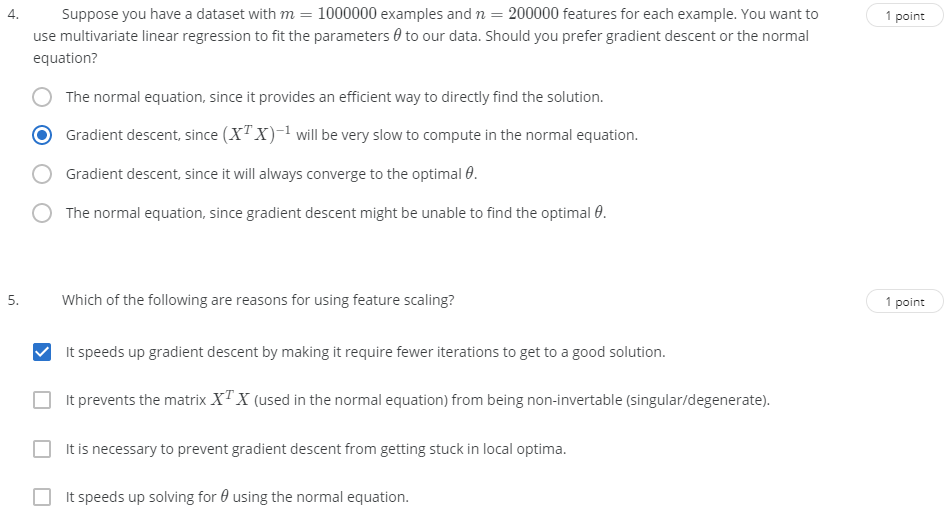 4. Suppose you have a dataset with m = 1000000 examples and n = 200000 features for each example. You want to 1 point
use multivariate linear regression to fit the parameters θ to our data. Should you prefer gradient descent or the normal
equation?
The normal equation, since it provides an efficient way to directly find the solution.
Gradient descent, since (XᵀX)⁻¹ will be very slow to compute in the normal equation.
Gradient descent, since it will always converge to the optimal θ.
The normal equation, since gradient descent might be unable to find the optimal θ.
5. Which of the following are reasons for using feature scaling? 1 point
It speeds up gradient descent by making it require fewer iterations to get to a good solution.
It prevents the matrix XᵀX (used in the normal equation) from being non-invertable (singular/degenerate).
It is necessary to prevent gradient descent from getting stuck in local optima.
It speeds up solving for θ using the normal equation.